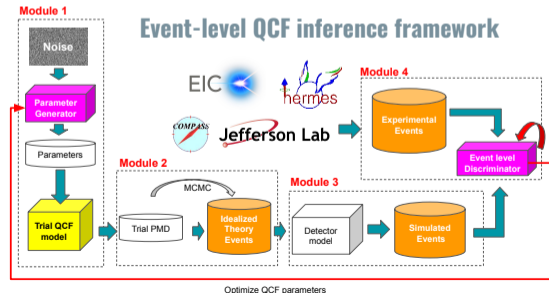 Module 1
Event-level QCF inference framework
Noise
Parameter
Generator
Parameters
Trial QCF
model
EIC
hermes
COMPASS
Jefferson Lab
Module 4
Experimental
Events
Event level
Discriminator
Module 2
MCMC
Trial PMD
Idealized
Theory
Events
Module 3
Detector
model
Simulated
Events
Optimize QCF parameters